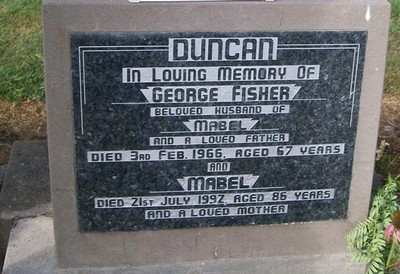 DUNCAN
IN LOVING MEMORY OF
GEORGE FISHER
BELOVED HUSBAND OF
MABEL
AND A LOVED FATHER
DIED 3RD FEB. 1966, AGED 67 YEARS
AND
MABEL
DIED 21ST JULY 1992, AGED 86 YEARS
AND A LOVED MOTHER